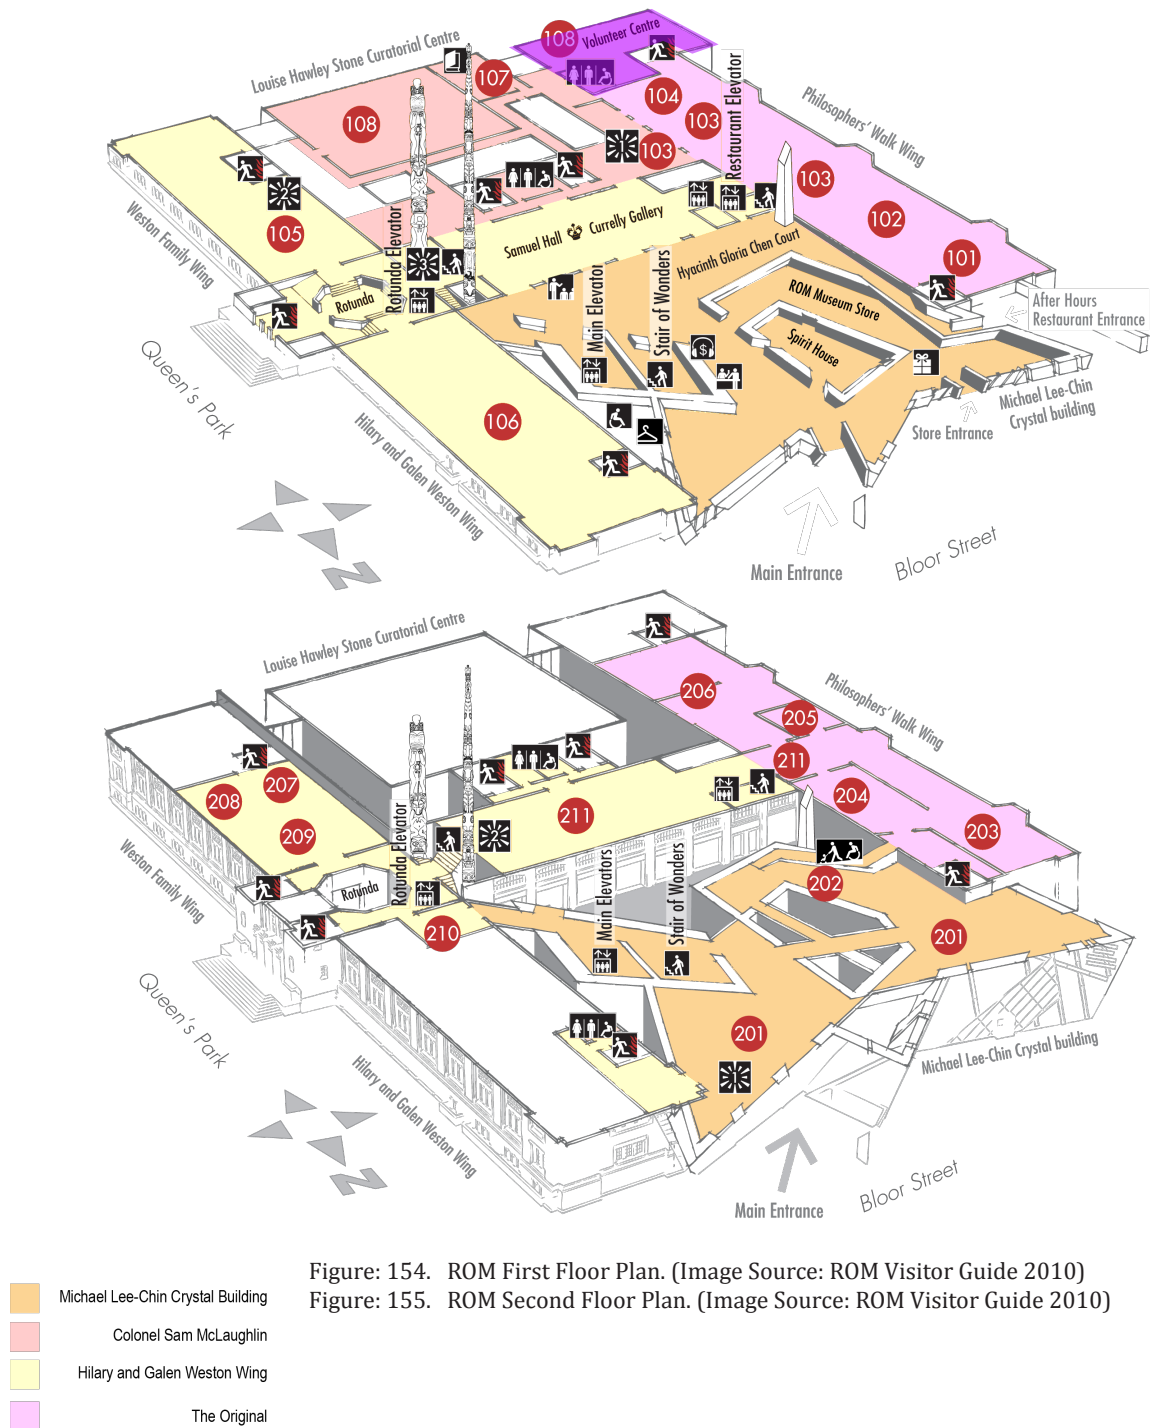 Louise Hawley Stone Curatorial Centre
108
Volunteer Centre
107
104
103
Restaurant Elevator
Philosophers' Walk Wing
108
1
103
103
2
102
105
Weston Family Wing
Samuel Hall
Currelly Gallery
101
Rotunda Elevator
3
Hyacinth Gloria Chen Court
Rotunda
ROM Museum Store
After Hours
Restaurant Entrance
Main Elevator
Stair of Wonders
Spirit House
$
Queen's Park
106
Michael Lee-Chin
Crystal building
Store Entrance
Hilary and Galen Weston Wing
N
Main Entrance
Bloor Street
Louise Hawley Stone Curatorial Centre
206
205
Philosophers' Walk Wing
211
207
208
204
211
209
Rotunda Elevator
2
203
Weston Family Wing
Rotunda
Main Elevators
Stair of Wonders
202
210
201
Queen's Park
201
1
Michael Lee-Chin Crystal building
Hilary and Galen Weston Wing
N
Main Entrance
Bloor Street
Figure: 154. ROM First Floor Plan. (Image Source: ROM Visitor Guide 2010)
Figure: 155. ROM Second Floor Plan. (Image Source: ROM Visitor Guide 2010)
Michael Lee-Chin Crystal Building
Colonel Sam McLaughlin
Hilary and Galen Weston Wing
The Original